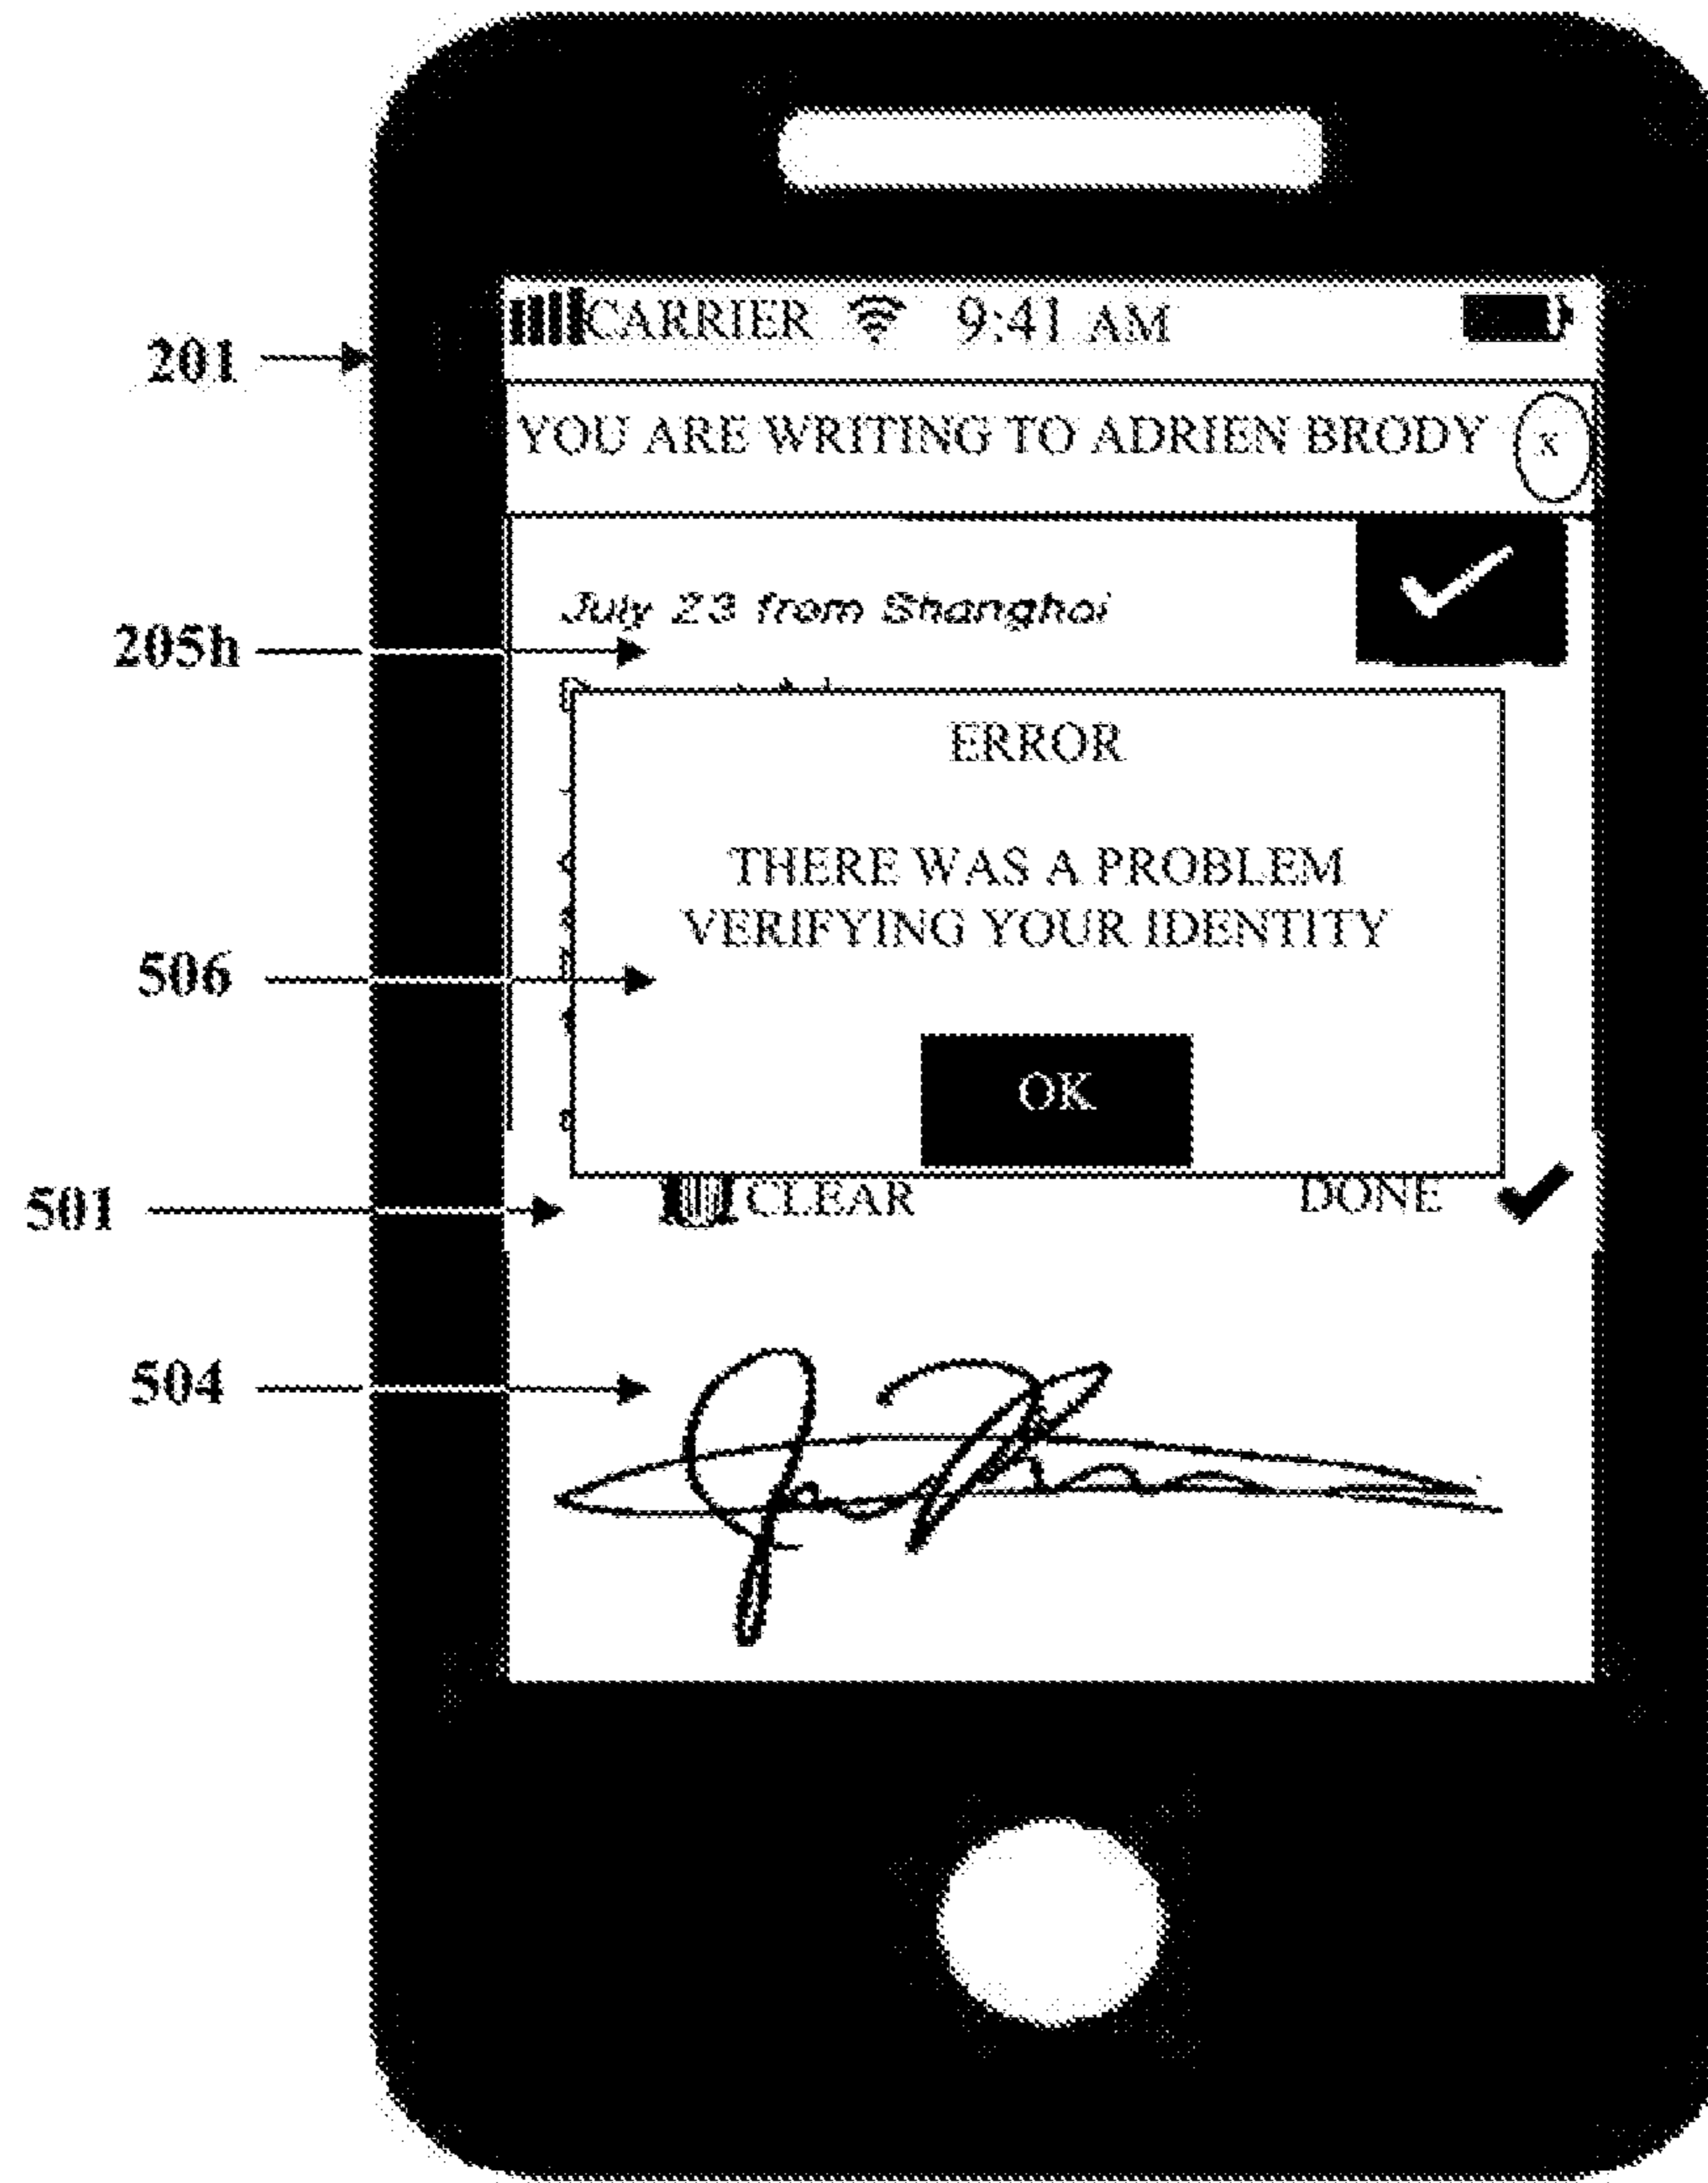 CARRIER 9:41 AM
201
YOU ARE WRITING TO ADRIEN BRODY X
July 23 from Shanghai
205h
ERROR
THERE WAS A PROBLEM
VERIFYING YOUR IDENTITY
506
OK
501
CLEAR DONE
504